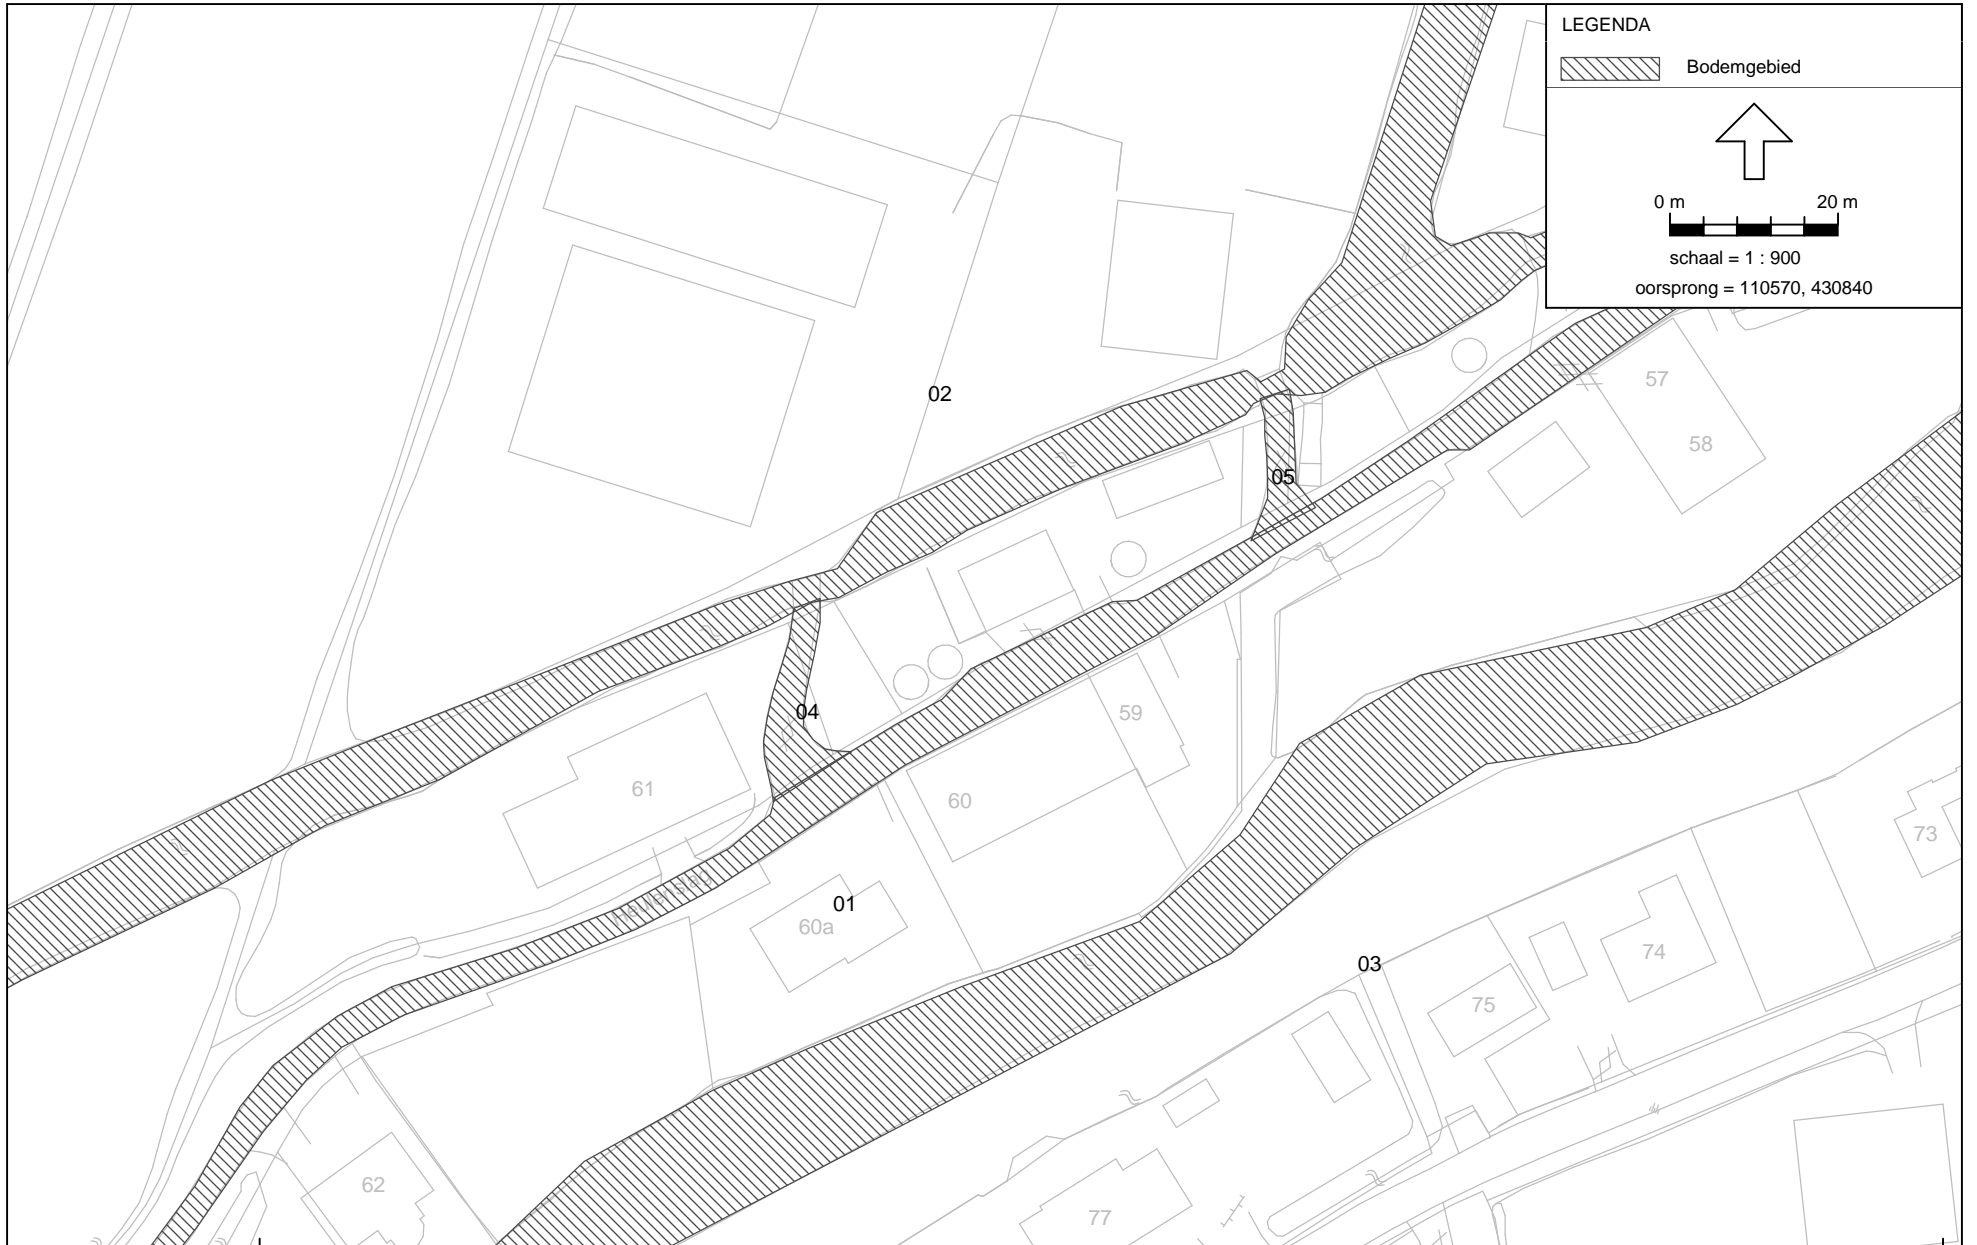 LEGENDA
Bodemgebied
0 m 20 m
schaal = 1 : 900
oorsprong = 110570, 430840
57
02
58
05
04
59
61
60
73
Heulenslag
01
60a
74
03
75
62
77